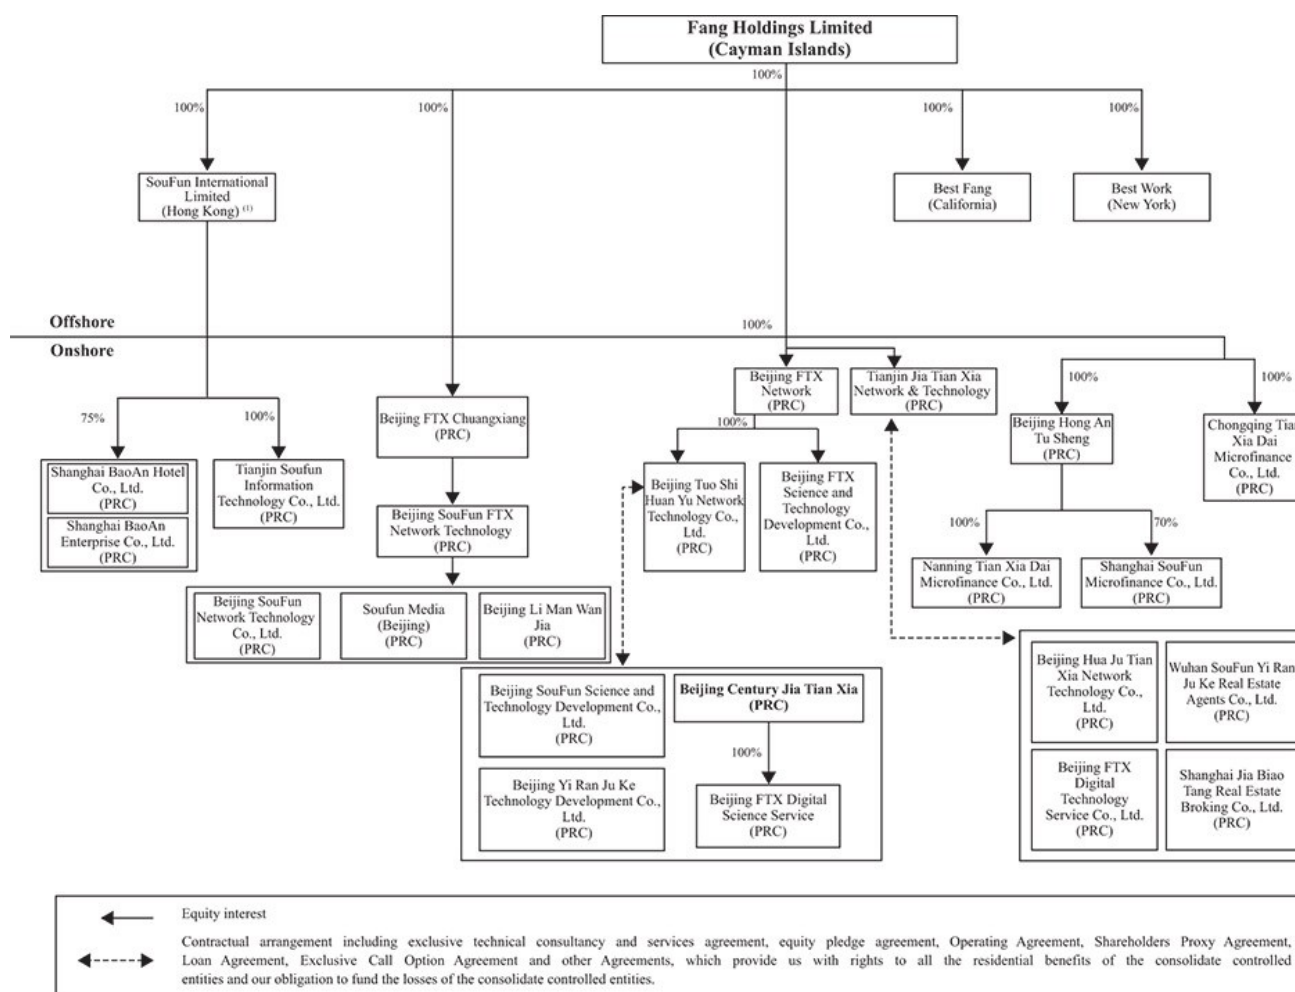 Fang Holdings Limited
(Cayman Islands)
100%
100%
100%
100%
100%
SouFun International
Limited
(Hong Kong) (1)
Best Fang
(California)
Best Work
(New York)
Offshore
100%
Onshore
Beijing FTX
Network
(PRC)
Tianjin Jia Tian Xia
Network & Technology
(PRC)
100%
100%
75%
100%
Beijing FTX Chuangxiang
(PRC)
100%
Beijing Hong An
Tu Sheng
(PRC)
Chongqing Tian
Xia Dai
Microfinance
Co., Ltd.
(PRC)
Shanghai BaoAn Hotel
Co., Ltd.
(PRC)
Shanghai BaoAn
Enterprise Co., Ltd.
(PRC)
Tianjin Soufun
Information
Technology Co., Ltd.
(PRC)
Beijing SouFun FTX
Network Technology
(PRC)
Beijing Tuo Shi
Huan Yu Network
Technology Co.,
Ltd.
(PRC)
Beijing FTX
Science and
Technology
Development Co.,
Ltd.
(PRC)
100%
70%
Nanning Tian Xia Dai
Microfinance Co., Ltd.
(PRC)
Shanghai SouFun
Microfinance Co., Ltd.
(PRC)
Beijing SouFun
Network Technology
Co., Ltd.
(PRC)
Soufun Media
(Beijing)
(PRC)
Beijing Li Man Wan
Jia
(PRC)
Beijing SouFun Science and
Technology Development Co.,
Ltd.
(PRC)
Beijing Century Jia Tian Xia
(PRC)
100%
Beijing Yi Ran Ju Ke
Technology Development Co.,
Ltd.
(PRC)
Beijing FTX Digital
Science Service
(PRC)
Beijing Hua Ju Tian
Xia Network
Technology Co.,
Ltd.
(PRC)
Wuhan SouFun Yi Ran
Ju Ke Real Estate
Agents Co., Ltd.
(PRC)
Beijing FTX
Digital
Technology
Service Co., Ltd.
(PRC)
Shanghai Jia Biao
Tang Real Estate
Broking Co., Ltd.
(PRC)
Equity interest
Contractual arrangement including exclusive technical consultancy and services agreement, equity pledge agreement, Operating Agreement, Shareholders Proxy Agreement,
Loan Agreement, Exclusive Call Option Agreement and other Agreements, which provide us with rights to all the residential benefits of the consolidate controlled
entities and our obligation to fund the losses of the consolidate controlled entities.